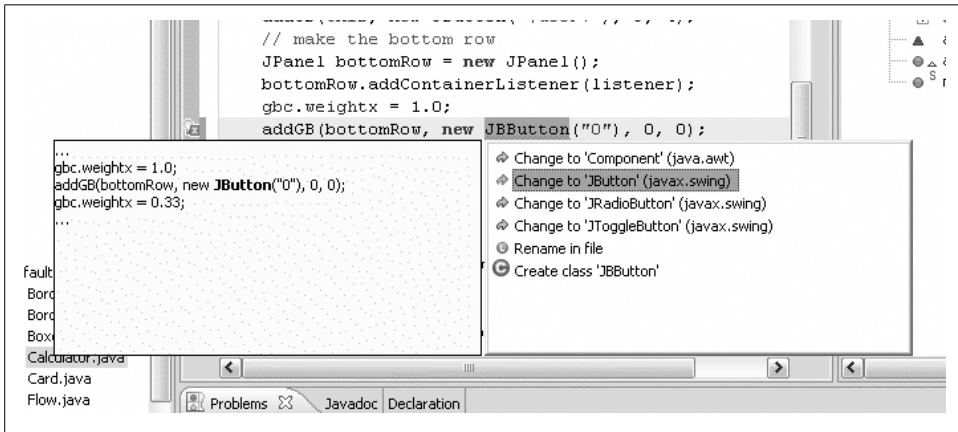 // make the bottom row
JPanel bottomRow = new JPanel();
bottomRow.addContainerListener(listener);
gbc.weightx = 1.0;
addGB(bottomRow, new JBButton("0"), 0, 0);
...
gbc.weightx = 1.0;
addGB(bottomRow, new JButton("0"), 0, 0);
gbc.weightx = 0.33;
...
Change to 'Component' (java.awt)
Change to 'JButton' (javax.swing)
Change to 'JRadioButton' (javax.swing)
Change to 'JToggleButton' (javax.swing)
Rename in file
Create class 'JBButton'
fault
Bord
Bord
Box
Calculator.java
Card.java
Flow.java
Problems Javadoc Declaration